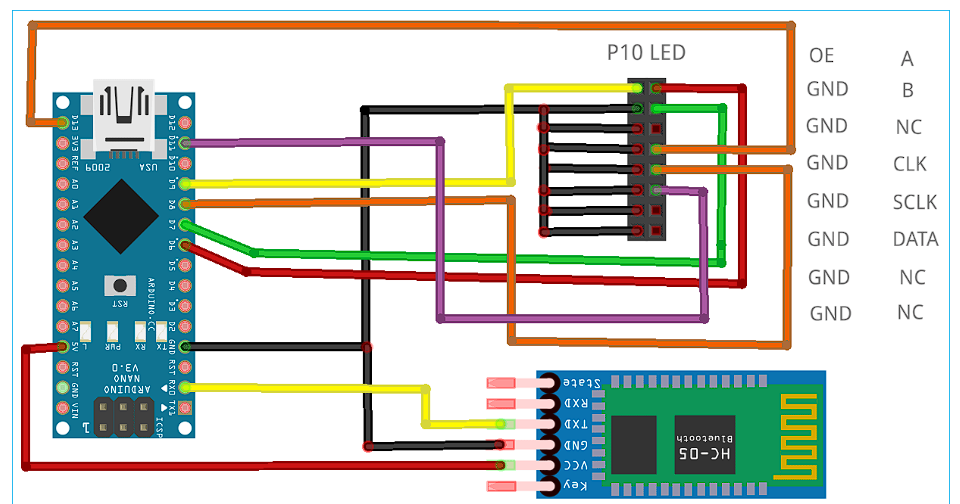 P10 LED
OE A
GND B
GND NC
GND CLK
GND SCLK
GND DATA
GND NC
GND NC
D13
3V3
REF
A0
A1
A2
A3
A4
A5
A6
A7
5V
RST
GND
VIN
D12
D11
D10
D9
D8
D7
D6
D5
D4
D3
D2
GND
RST
RXD
TX1
2009
USA
RST
ARDUINO.CC
L
PWR
RX
TX
V3.0
NANO
ARDUINO
1
ICSP
State
RXD
TXD
GND
VCC
Key
HC-05
Bluetooth